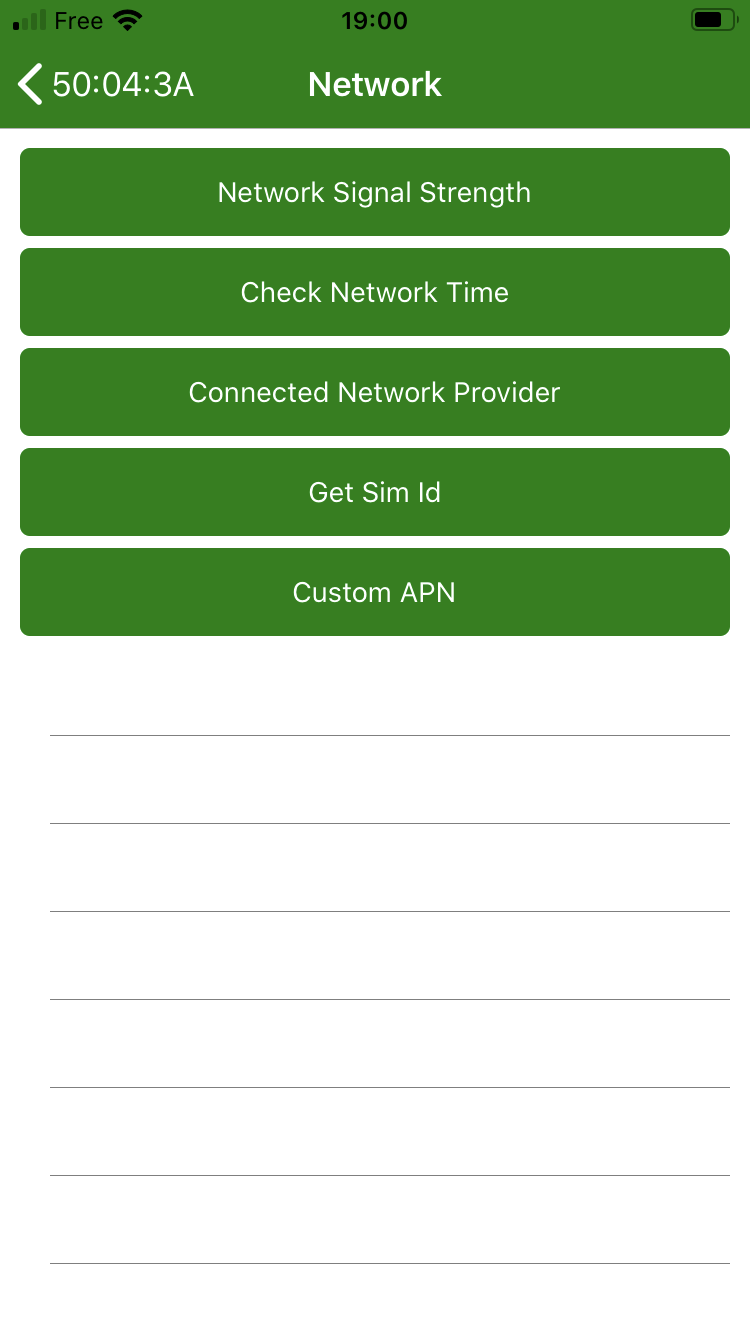 Free 19:00
50:04:3A Network
Network Signal Strength
Check Network Time
Connected Network Provider
Get Sim Id
Custom APN